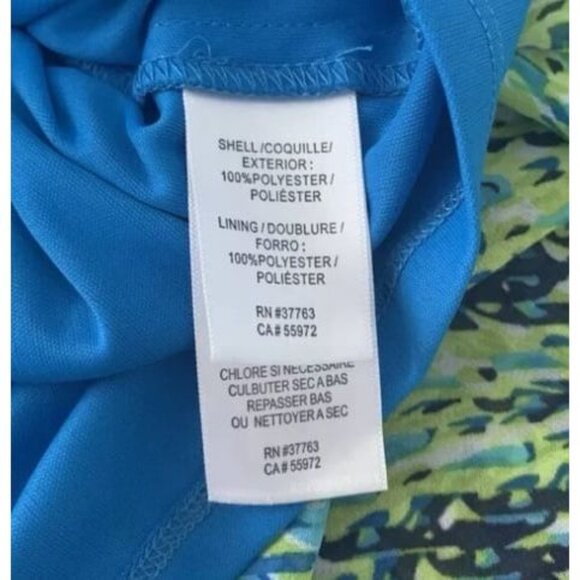 SHELL/COQUILLE/
EXTERIOR:
100%POLYESTER/
POLIÉSTER
LINING/DOUBLURE/
FORRO:
100%POLYESTER/
POLIÉSTER
RN#37763
CA#55972
CHLORE SI NECESSAIRE
CULBUTER SEC A BAS
REPASSER BAS
OU NETTOYER A SEC
RN #37763
CA# 55972